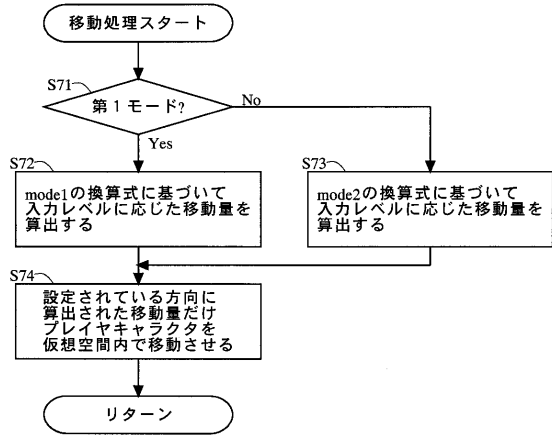 移動処理スタート
S71
第１モード?
No
Yes
S72
mode1の換算式に基づいて
入力レベルに応じた移動量を
算出する
S73
mode2の換算式に基づいて
入力レベルに応じた移動量を
算出する
S74
設定されている方向に
算出された移動量だけ
プレイヤキャラクタを
仮想空間内で移動させる
リターン